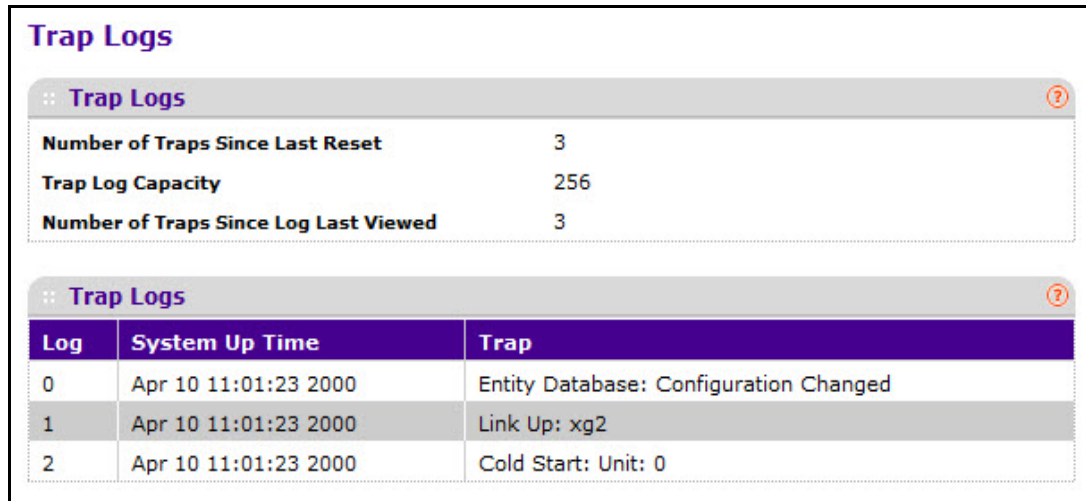 Trap Logs
Trap Logs
Number of Traps Since Last Reset 3
Trap Log Capacity 256
Number of Traps Since Log Last Viewed 3
Trap Logs
Log System Up Time Trap
0 Apr 10 11:01:23 2000 Entity Database: Configuration Changed
1 Apr 10 11:01:23 2000 Link Up: xg2
2 Apr 10 11:01:23 2000 Cold Start: Unit: 0